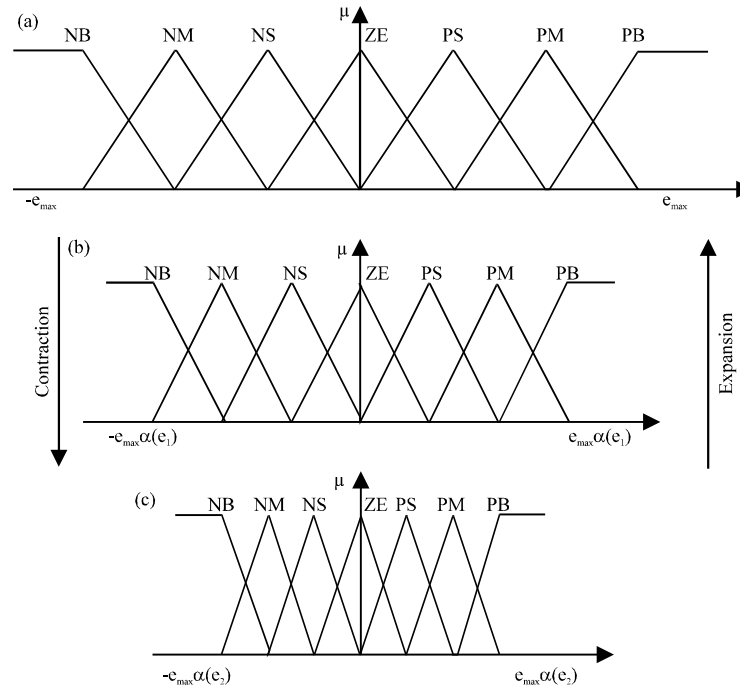 (a)
μ
NB NM NS ZE PS PM PB
-e_max e_max
(b)
μ
NB NM NS ZE PS PM PB
Contraction
Expansion
-e_maxα(e_1) e_maxα(e_1)
(c)
μ
NB NM NS ZE PS PM PB
-e_maxα(e_2) e_maxα(e_2)